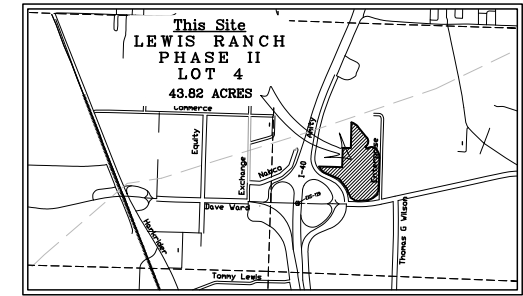 This Site
LEWIS RANCH
PHASE II
LOT 4
43.82 ACRES
Commerce
Equity
Exchange
Nabco
I-40
Amity
Enterprise
Dave Ward
Harkrider
Thomas G Wilson
Tommy Lewis